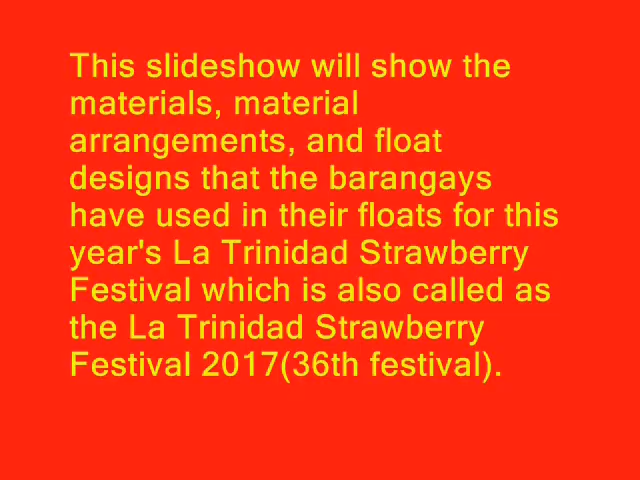 This slideshow will show the
materials, material
arrangements, and float
designs that the barangays
have used in their floats for this
year's La Trinidad Strawberry
Festival which is also called as
the La Trinidad Strawberry
Festival 2017(36th festival).